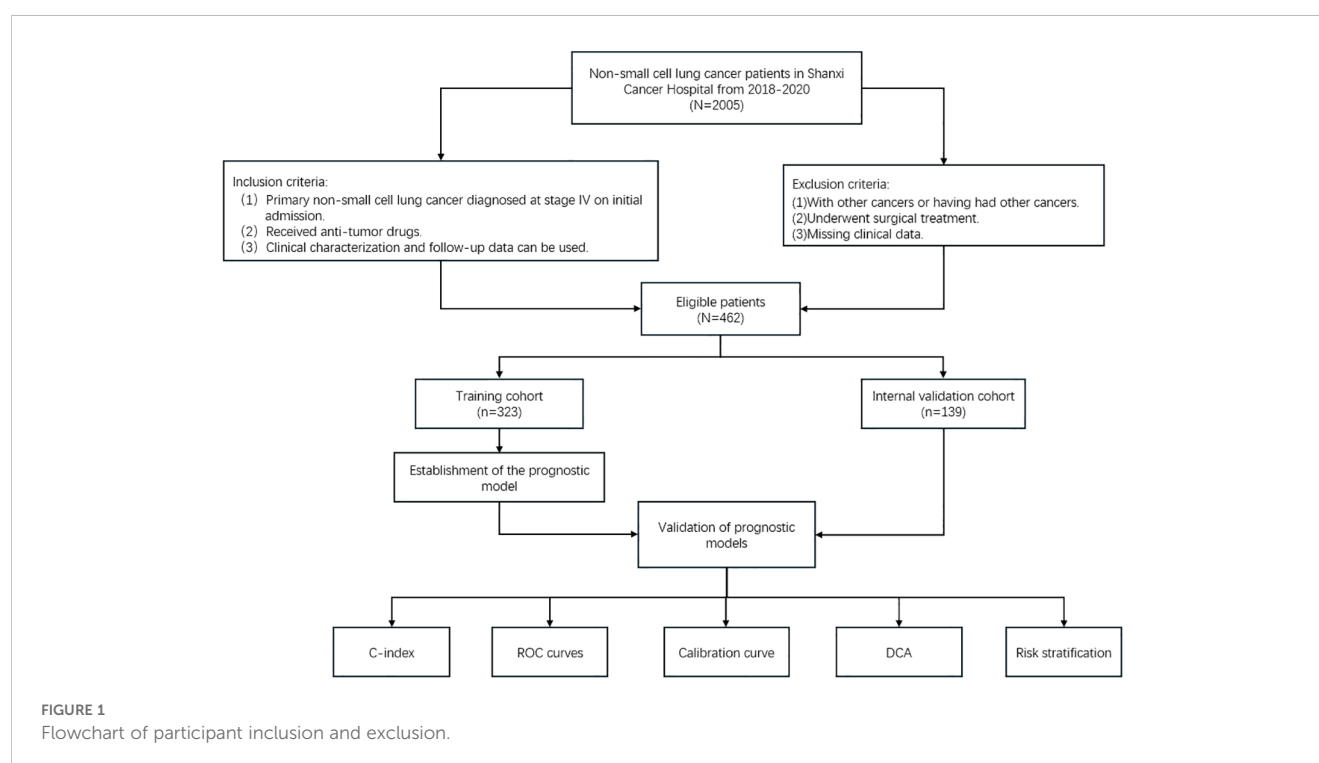 Non-small cell lung cancer patients in Shanxi
Cancer Hospital from 2018-2020
(N=2005)
Inclusion criteria:
(1) Primary non-small cell lung cancer diagnosed at stage IV on initial
admission.
(2) Received anti-tumor drugs.
(3) Clinical characterization and follow-up data can be used.
Exclusion criteria:
(1)With other cancers or having had other cancers.
(2)Underwent surgical treatment.
(3)Missing clinical data.
Eligible patients
(N=462)
Training cohort
(n=323)
Internal validation cohort
(n=139)
Establishment of the prognostic
model
Validation of prognostic
models
C-index
ROC curves
Calibration curve
DCA
Risk stratification
FIGURE 1
Flowchart of participant inclusion and exclusion.